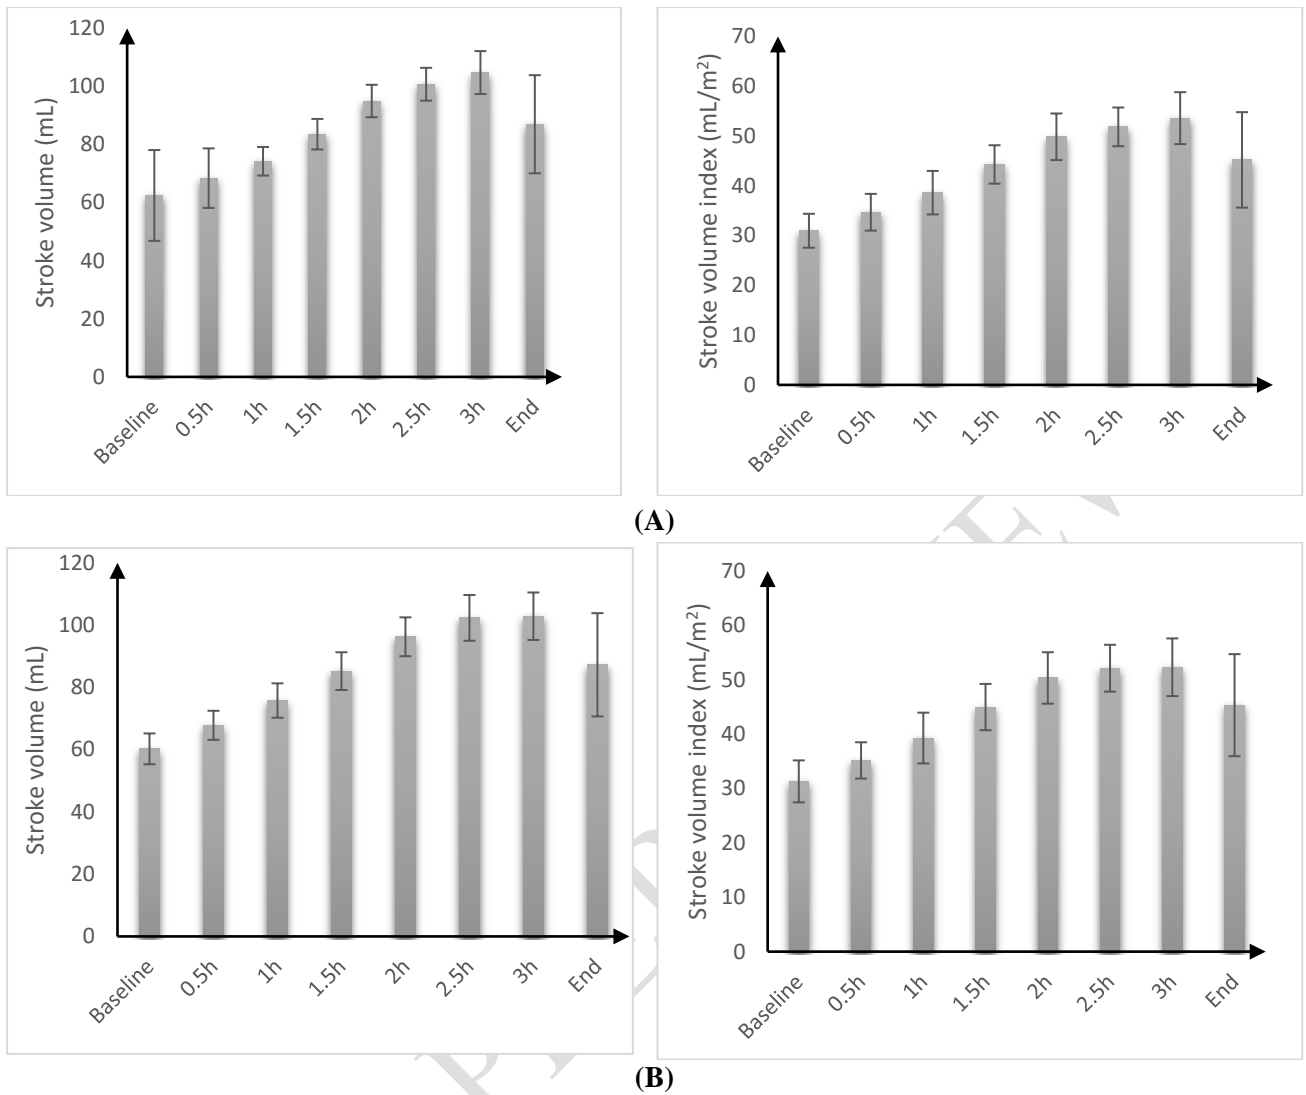 120
100
80
60
40
20
0
Stroke volume (mL)
Baseline
0.5h
1h
1.5h
2h
2.5h
3h
End
70
60
50
40
30
20
10
0
Stroke volume index (mL/m²)
Baseline
0.5h
1h
1.5h
2h
2.5h
3h
End
(A)
120
100
80
60
40
20
0
Stroke volume (mL)
Baseline
0.5h
1h
1.5h
2h
2.5h
3h
End
70
60
50
40
30
20
10
0
Stroke volume index (mL/m²)
Baseline
0.5h
1h
1.5h
2h
2.5h
3h
End
(B)